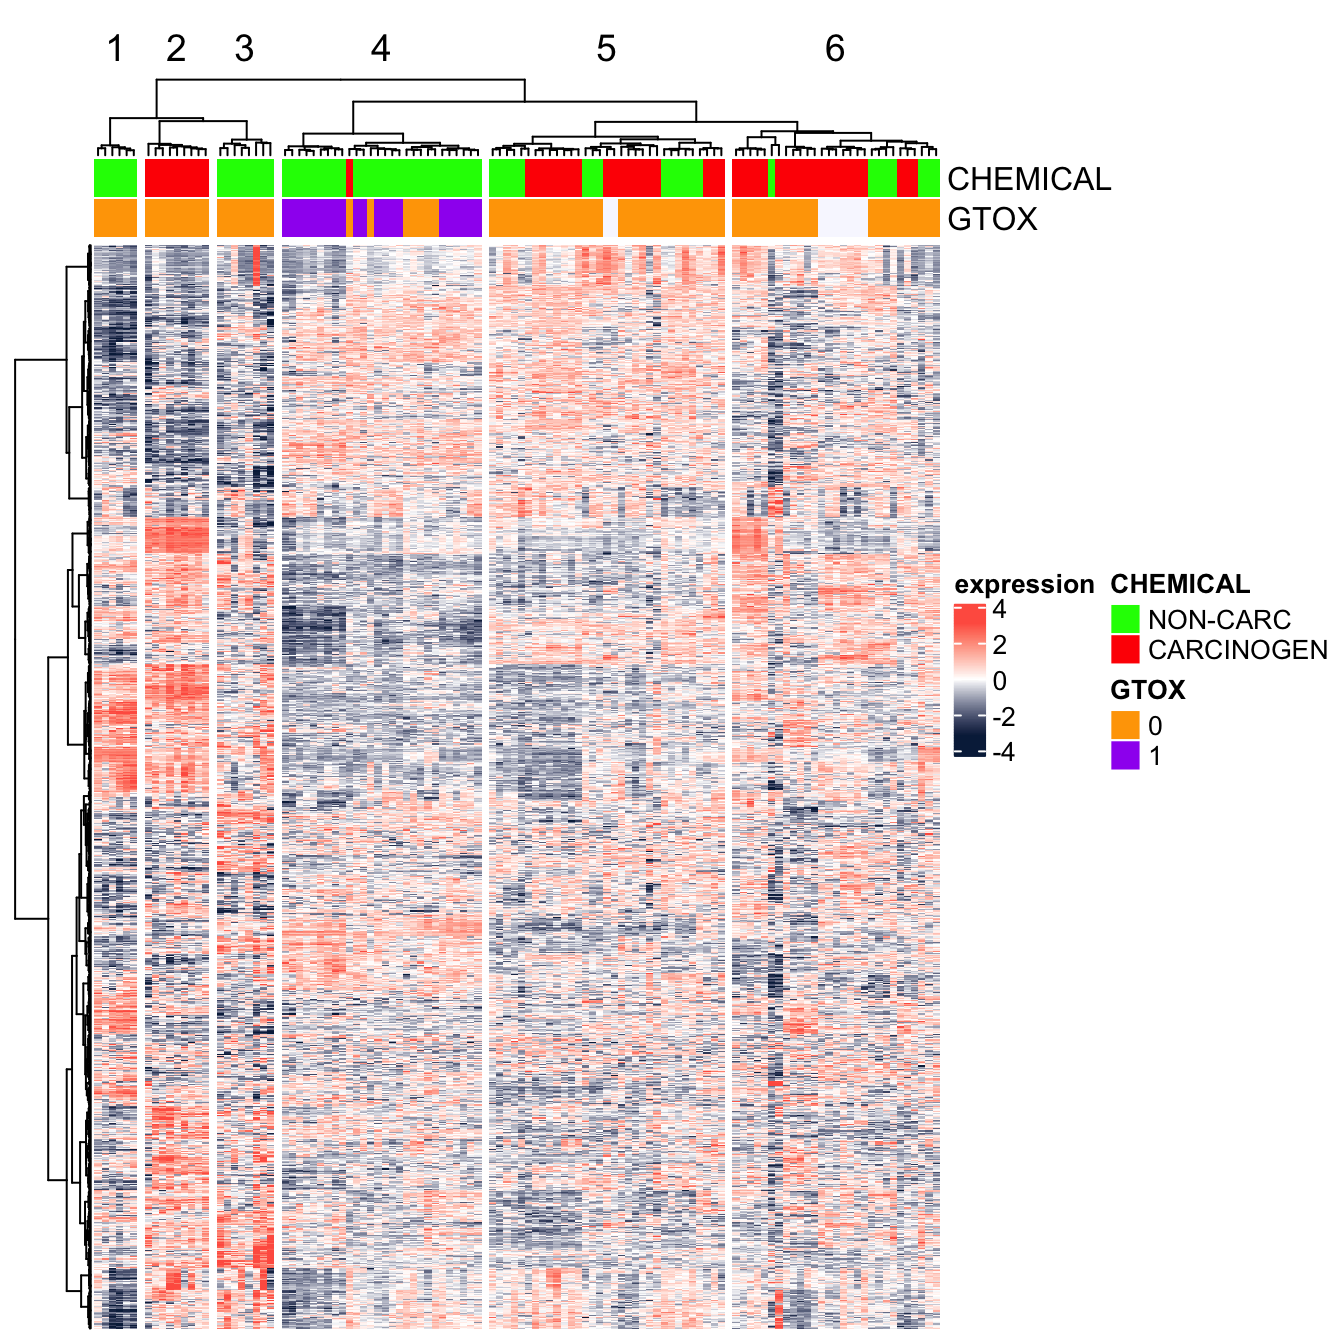 1 2 3 4 5 6
CHEMICAL
GTOX
expression
4
2
0
-2
-4
CHEMICAL
NON-CARC
CARCINOGEN
GTOX
0
1